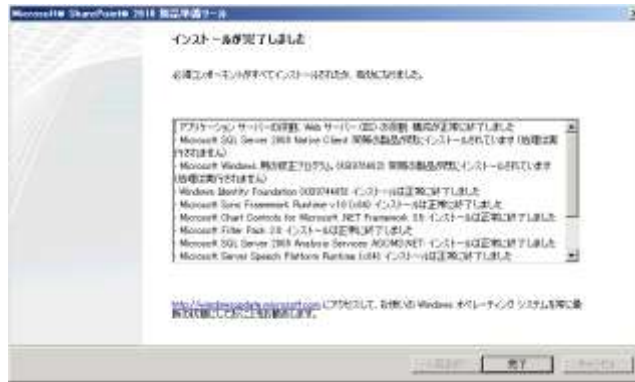 Microsoft® SharePoint® 2010 製品準備ツール
インストールが完了しました
必須コンポーネントがすべてインストールされたか、有効になりました。
アプリケーション サーバーの役割, Web サーバー (IIS) の役割: 構成が正常に終了しました
Microsoft SQL Server 2008 Native Client: 同等の製品が既にインストールされています (処理は実
行されません)
Microsoft Windows 用の修正プログラム 同等の製品が既にインストールされています
(処理は実行されません)
Windows Identity Foundation (KB974405): インストールは正常に終了しました
Microsoft Sync Framework Runtime v1.0 (x64): インストールは正常に終了しました
Microsoft Chart Controls for Microsoft .NET Framework 3.5: インストールは正常に終了しました
Microsoft Filter Pack 2.0: インストールは正常に終了しました
Microsoft SQL Server 2008 Analysis Services ADOMD.NET: インストールは正常に終了しました
Microsoft Server Speech Platform Runtime (x64): インストールは正常に終了しました
http://windowsupdate.microsoft.com にアクセスして、お使いの Windows オペレーティング システムを常に最
新の状態にしておくことをお勧めします。
完了
キャンセル